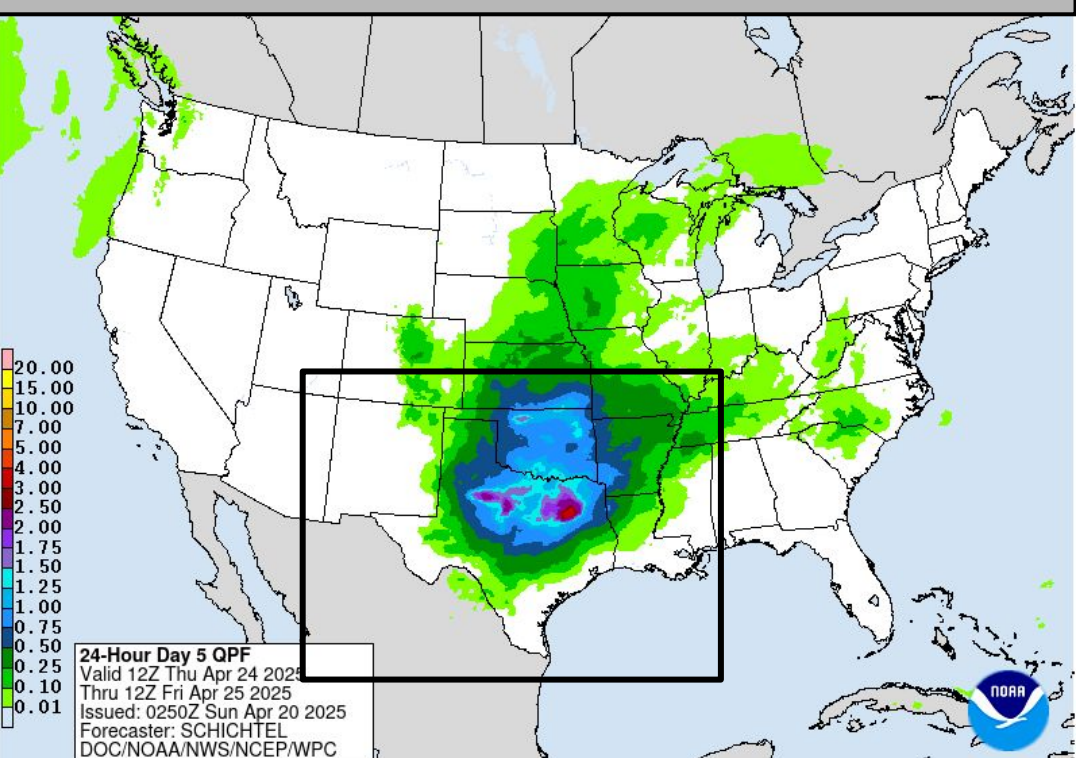 20.00
15.00
10.00
7.00
5.00
4.00
3.00
2.50
2.00
1.75
1.50
1.25
1.00
0.75
0.50
0.25
0.10
0.01
24-Hour Day 5 QPF
Valid 12Z Thu Apr 24 2025
Thru 12Z Fri Apr 25 2025
Issued: 0250Z Sun Apr 20 2025
Forecaster: SCHICHTEL
DOC/NOAA/NWS/NCEP/WPC
NOAA